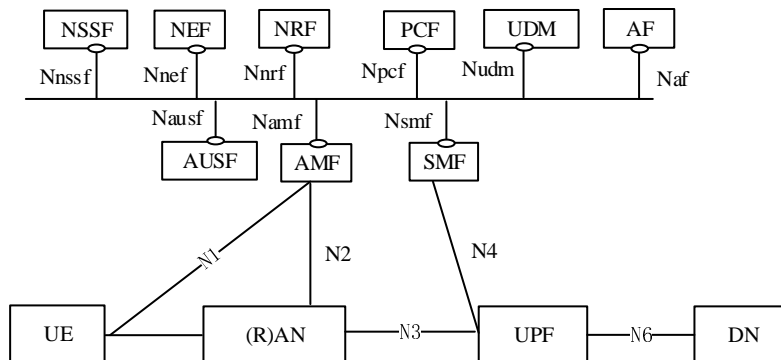 NSSF NEF NRF PCF UDM AF
Nnssf Nnef Nnrf Npcf Nudm Naf
Nausf Namf Nsmf
AUSF AMF SMF
N1 N2 N4
UE (R)AN N3 UPF N6 DN